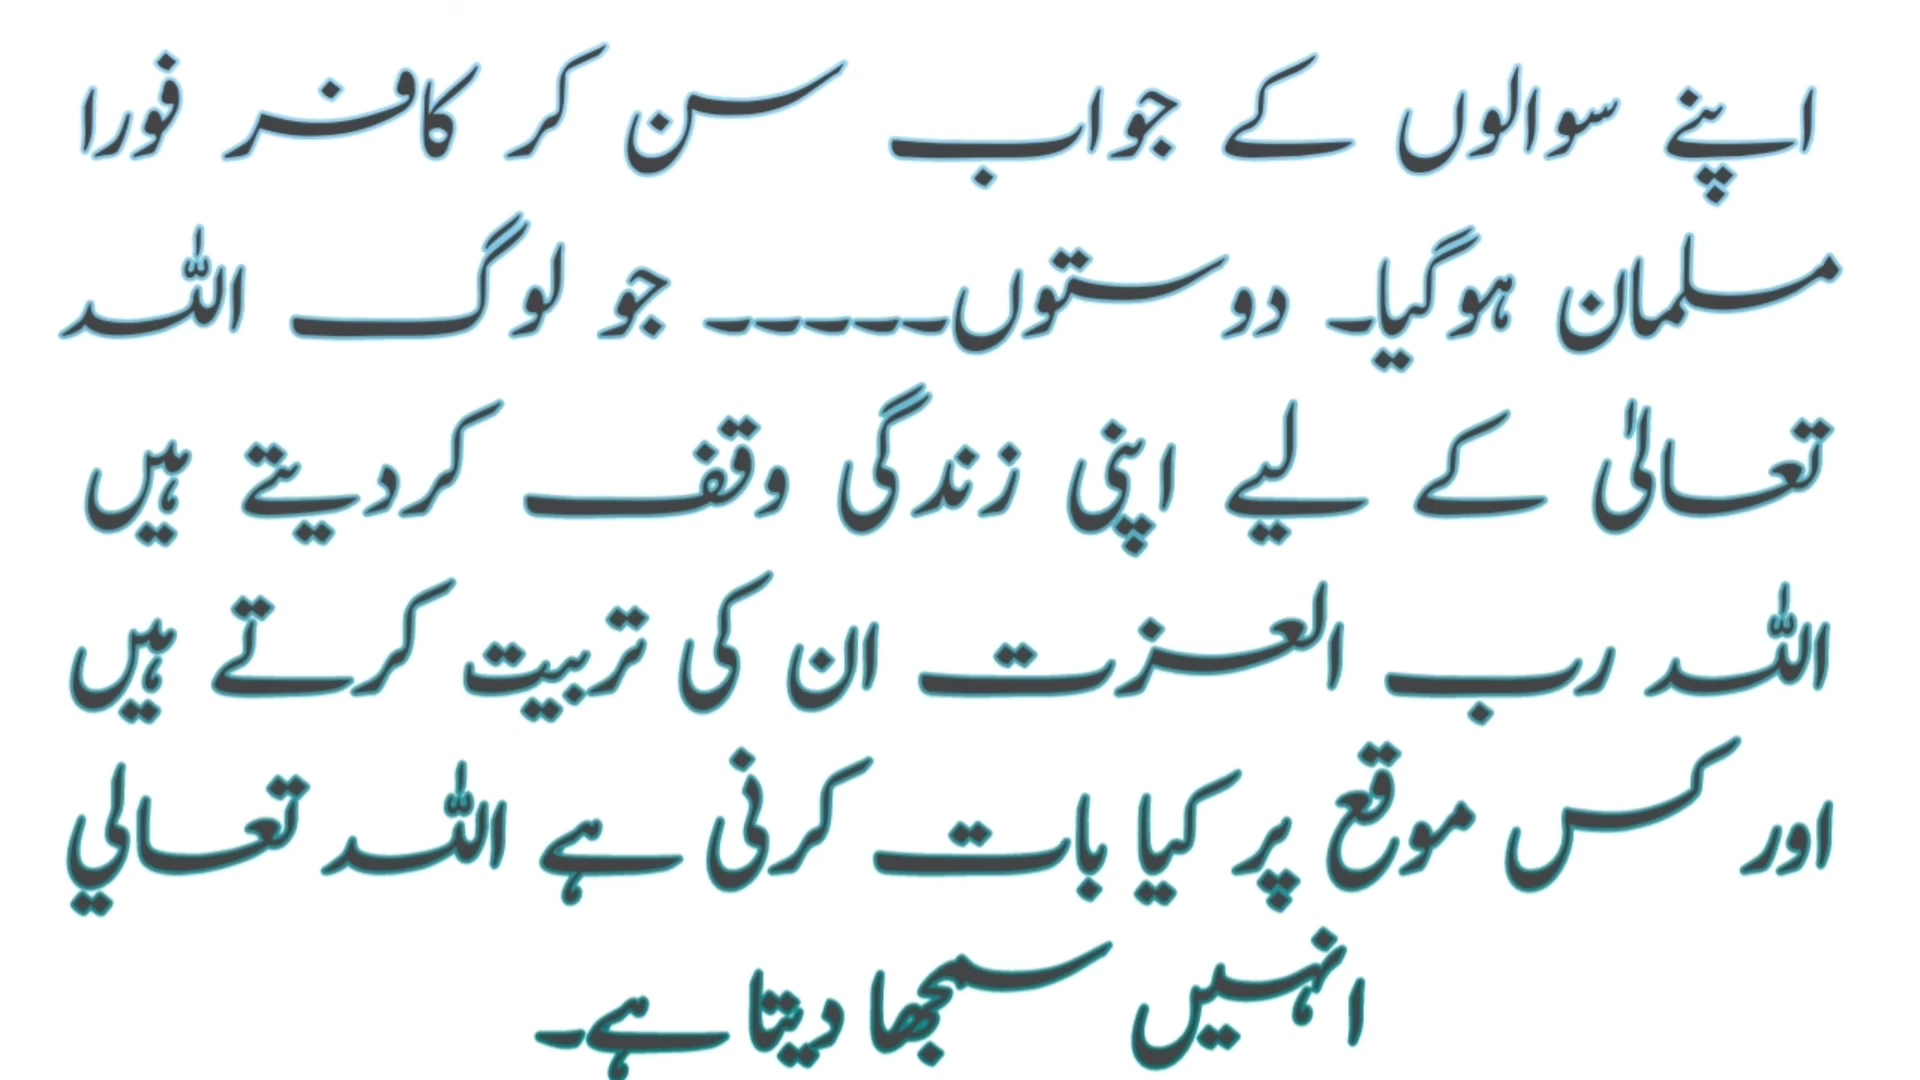 اپنے سوالوں کے جواب سن کر کافر فورا
مسلمان ہوگیا۔ دوستوں۔۔۔۔۔ جو لوگ اللہ
تعالیٰ کے لیے اپنی زندگی وقف کردیتے ہیں
اللہ رب العزت ان کی تربیت کرتے ہیں
اور کس موقع پر کیا بات کرنی ہے اللہ تعالي
انہیں سمجھا دیتا ہے۔